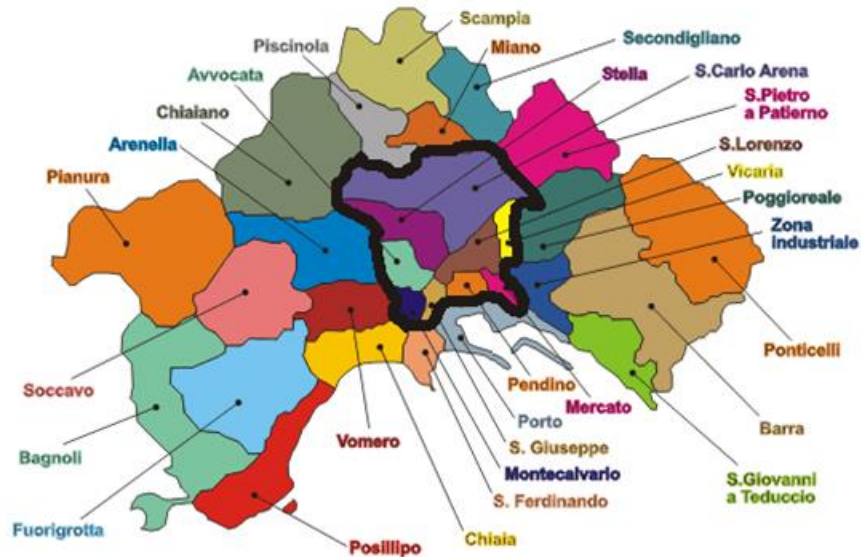 Scampia
Piscinola
Miano
Secondigliano
Avvocata
Stella
S.Carlo Arena
Chiaiano
S.Pietro
a Patierno
Arenella
S.Lorenzo
Pianura
Vicaria
Poggioreale
Zona
industriale
Ponticelli
Soccavo
Pendino
Mercato
Porto
Barra
Vomero
S. Giuseppe
Bagnoli
Montecalvario
S.Giovanni
a Teduccio
S. Ferdinando
Fuorigrotta
Chiaia
Posillipo